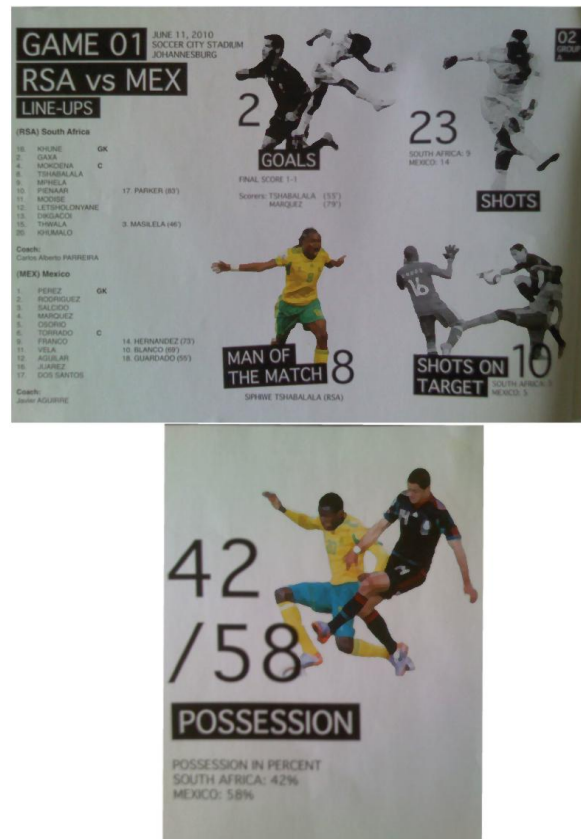 GAME 01
JUNE 11, 2010
SOCCER CITY STADIUM
JOHANNESBURG
RSA vs MEX
LINE-UPS
(RSA) South Africa
16. KHUNE GK
2. GAXA
4. MOKOENA C
8. TSHABALALA
9. MPHELA
10. PIENAAR 17. PARKER (83')
11. MODISE
12. LETSHOLONYANE
13. DIKGACOI
15. THWALA 3. MASILELA (46')
20. KHUMALO
Coach:
Carlos Alberto PARREIRA
(MEX) Mexico
1. PEREZ GK
2. RODRIGUEZ
3. SALCIDO
4. MARQUEZ
5. OSORIO
6. TORRADO C
9. FRANCO 14. HERNANDEZ (73')
11. VELA 10. BLANCO (69')
12. AGUILAR 18. GUARDADO (55')
16. JUAREZ
17. DOS SANTOS
Coach:
Javier AGUIRRE
2
GOALS
FINAL SCORE 1-1
Scorers: TSHABALALA (55')
MARQUEZ (79')
23
SOUTH AFRICA: 9
MEXICO: 14
SHOTS
02
GROUP
A
MAN OF
THE MATCH 8
SIPHIWE TSHABALALA (RSA)
16
SHOTS ON
TARGET 10
SOUTH AFRICA: 5
MEXICO: 5
42
/58
POSSESSION
POSSESSION IN PERCENT
SOUTH AFRICA: 42%
MEXICO: 58%